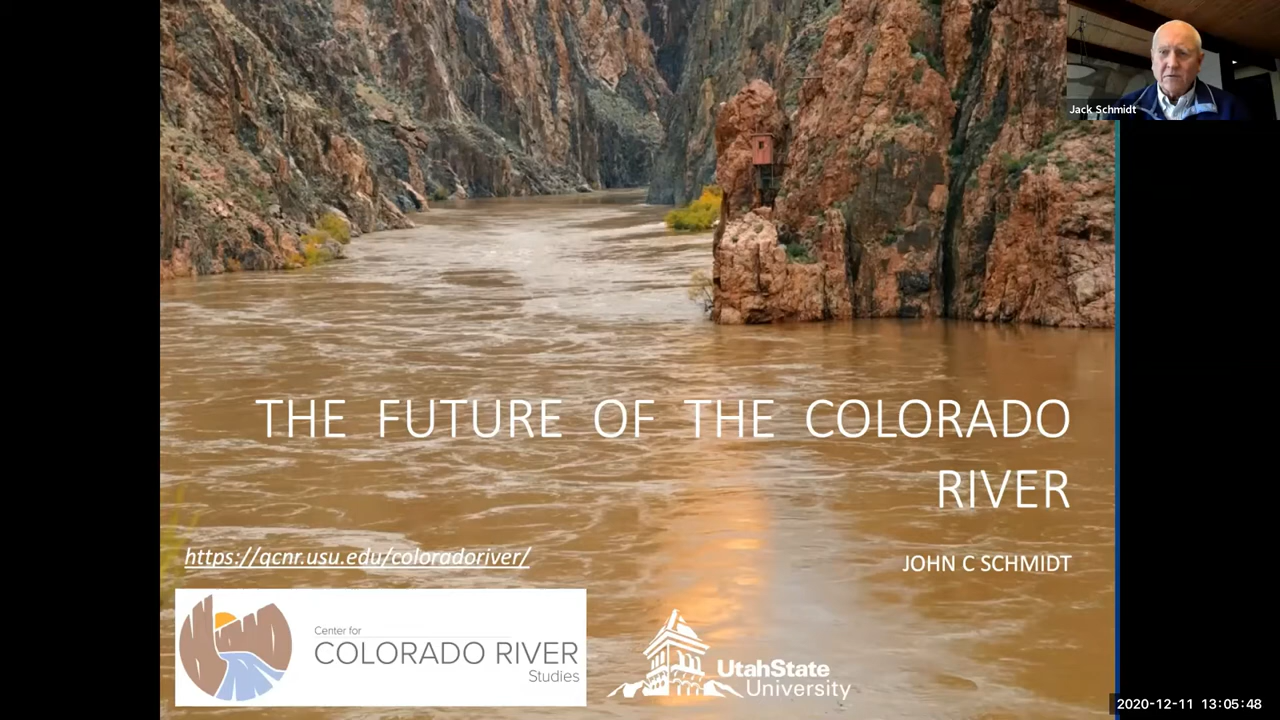 Jack Schmidt
THE FUTURE OF THE COLORADO
RIVER
https://qcnr.usu.edu/coloradoriver/
JOHN C SCHMIDT
Center for
COLORADO RIVER
Studies
UtahState
University
2020-12-11 13:05:48